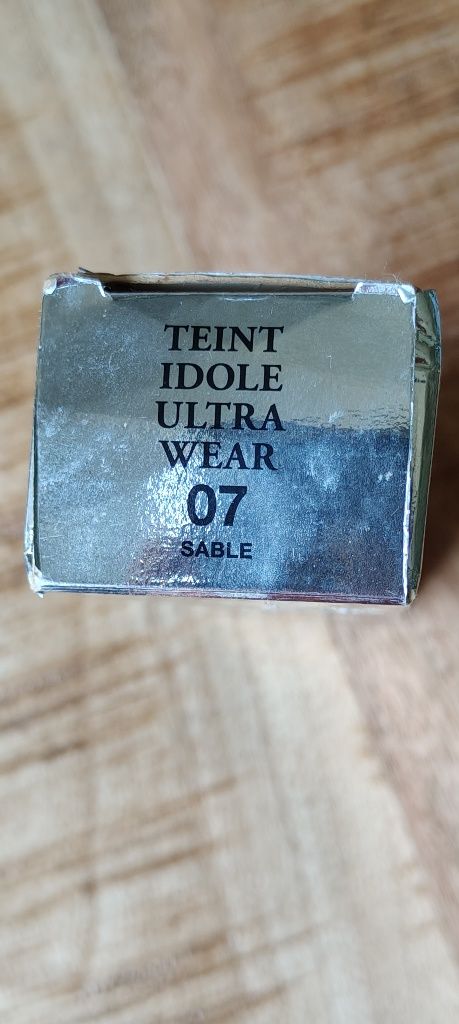 TEINT
IDOLE
ULTRA
WEAR
07
SABLE